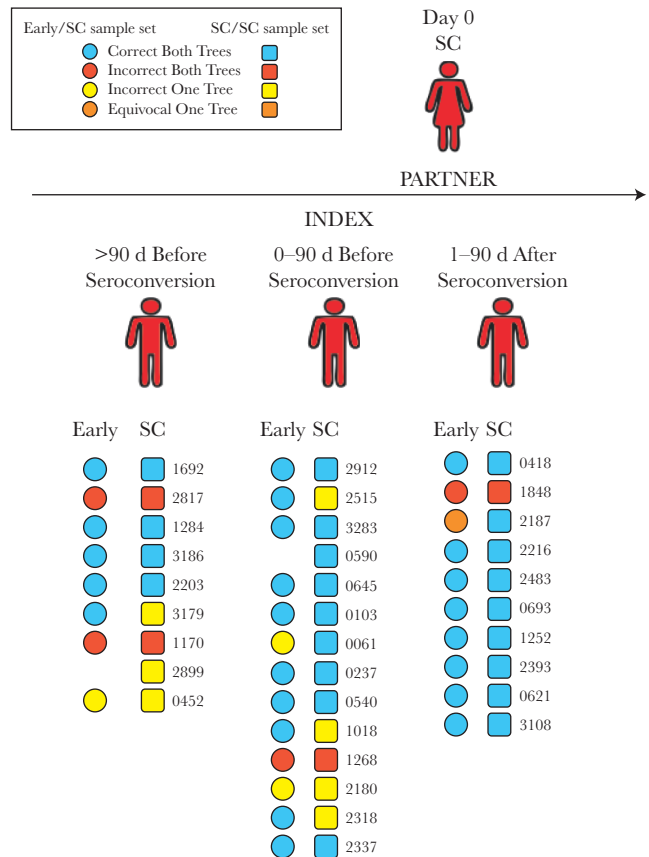 Early/SC sample set SC/SC sample set
Correct Both Trees
Incorrect Both Trees
Incorrect One Tree
Equivocal One Tree
Day 0
SC
PARTNER
INDEX
>90 d Before
Seroconversion
0–90 d Before
Seroconversion
1–90 d After
Seroconversion
Early SC
1692
2817
1284
3186
2203
3179
1170
2899
0452
Early SC
2912
2515
3283
0590
0645
0103
0061
0237
0540
1018
1268
2180
2318
2337
Early SC
0418
1848
2187
2216
2483
0693
1252
2393
0621
3108